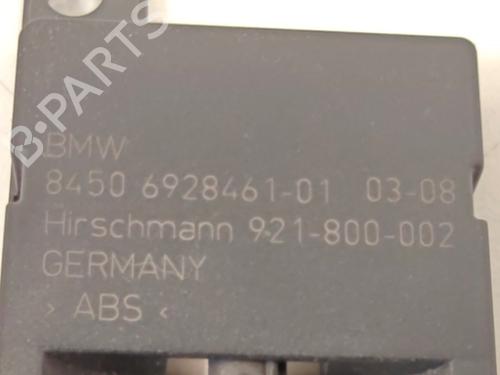 B-PARTS
BMW
8450 6928461-01 03-08
Hirschmann 921-800-002
GERMANY
> ABS <